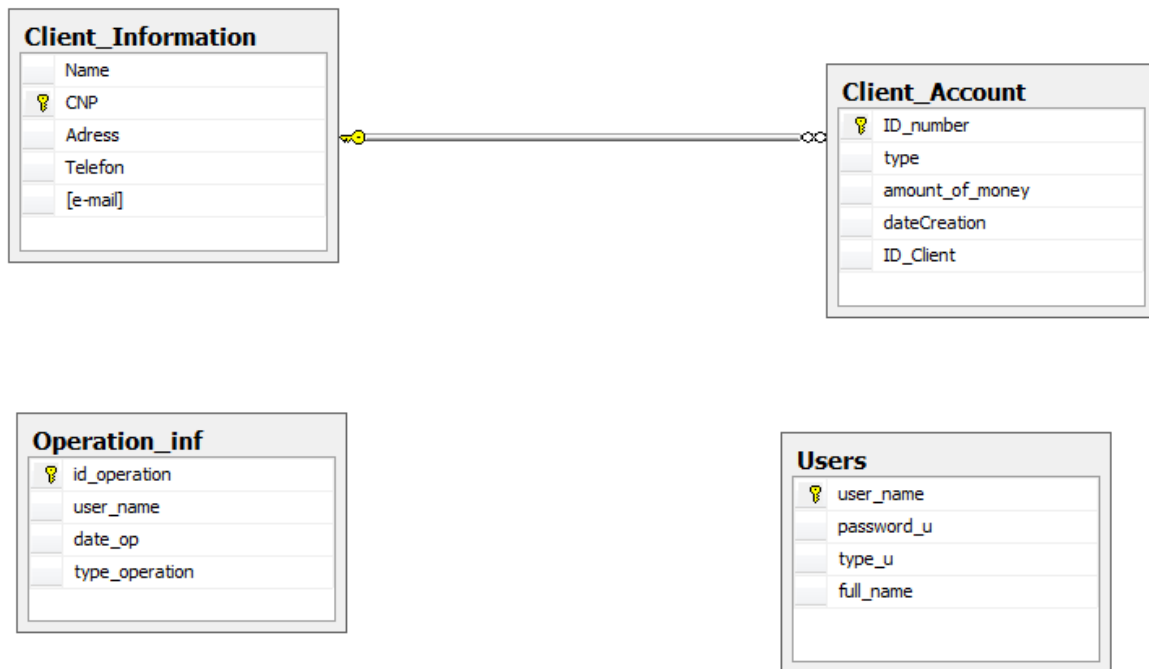 Client_Information
Name
CNP
Adress
Telefon
[e-mail]
Client_Account
ID_number
type
amount_of_money
dateCreation
ID_Client
Operation_inf
id_operation
user_name
date_op
type_operation
Users
user_name
password_u
type_u
full_name